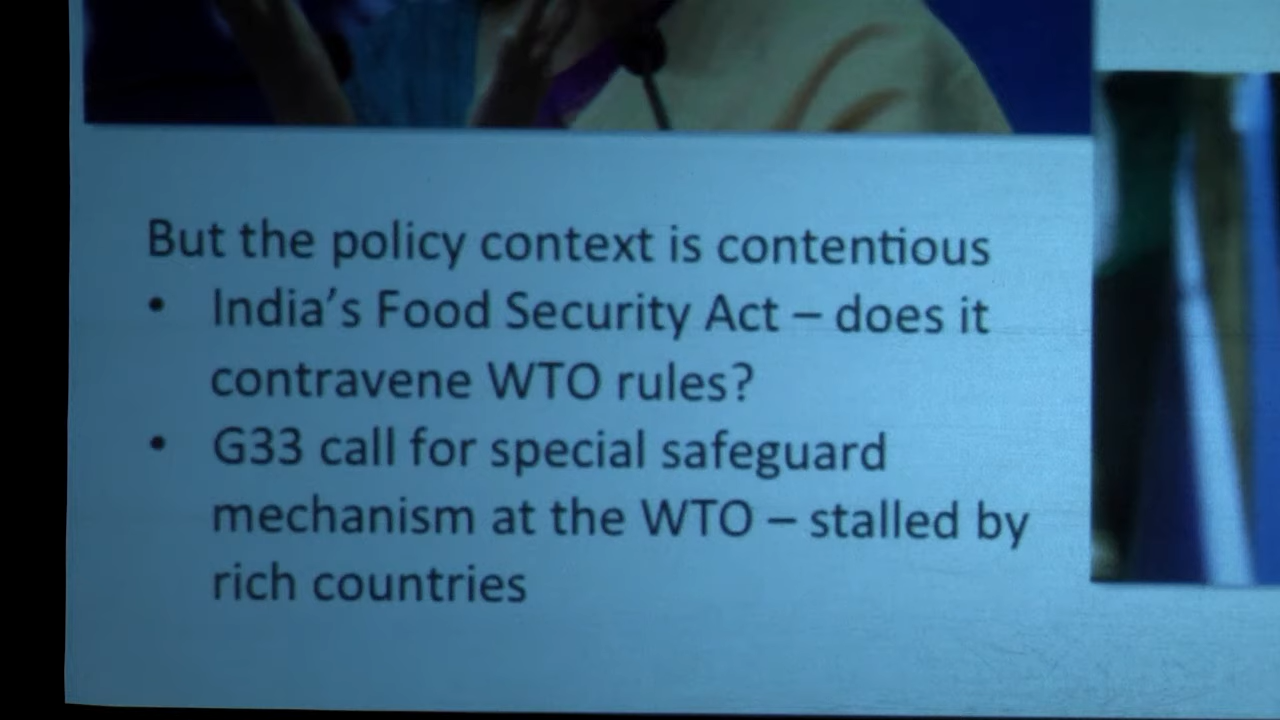 But the policy context is contentious
• India's Food Security Act – does it
contravene WTO rules?
• G33 call for special safeguard
mechanism at the WTO – stalled by
rich countries